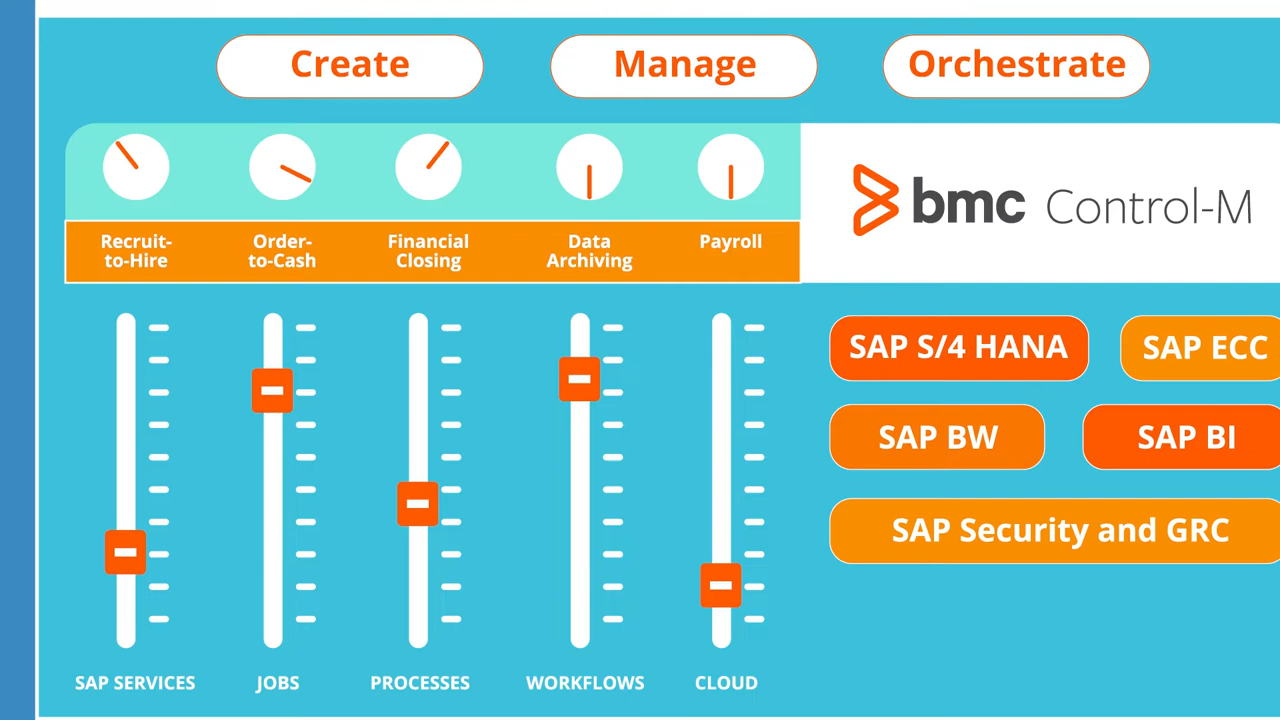 Create
Manage
Orchestrate
bmc Control-M
Recruit-
to-Hire
Order-
to-Cash
Financial
Closing
Data
Archiving
Payroll
SAP S/4 HANA
SAP ECC
SAP BW
SAP BI
SAP Security and GRC
SAP SERVICES
JOBS
PROCESSES
WORKFLOWS
CLOUD